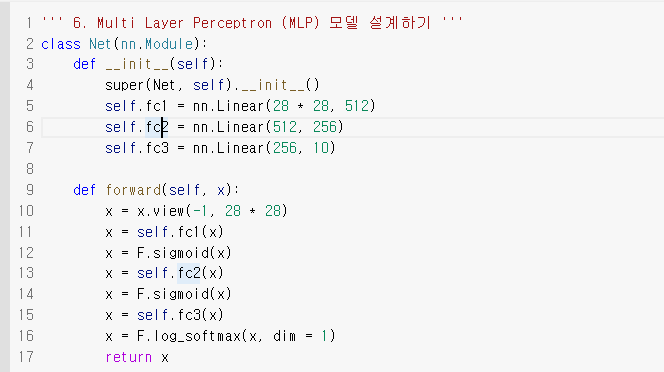 1 ''' 6. Multi Layer Perceptron (MLP) 모델 설계하기 '''
2 class Net(nn.Module):
3     def __init__(self):
4         super(Net, self).__init__()
5         self.fc1 = nn.Linear(28 * 28, 512)
6         self.fc2 = nn.Linear(512, 256)
7         self.fc3 = nn.Linear(256, 10)
8
9     def forward(self, x):
10         x = x.view(-1, 28 * 28)
11         x = self.fc1(x)
12         x = F.sigmoid(x)
13         x = self.fc2(x)
14         x = F.sigmoid(x)
15         x = self.fc3(x)
16         x = F.log_softmax(x, dim = 1)
17         return x